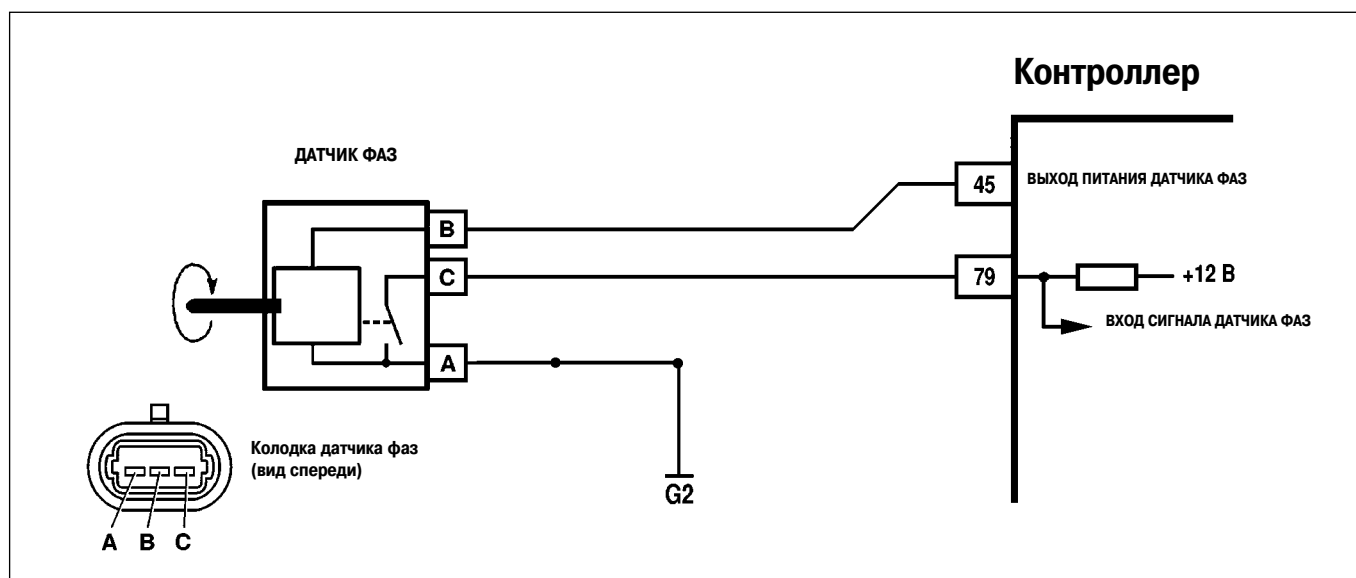 Контроллер
ДАТЧИК ФАЗ
45
ВЫХОД ПИТАНИЯ ДАТЧИКА ФАЗ
B
C
79
+12 В
ВХОД СИГНАЛА ДАТЧИКА ФАЗ
A
G2
Колодка датчика фаз
(вид спереди)
A B C